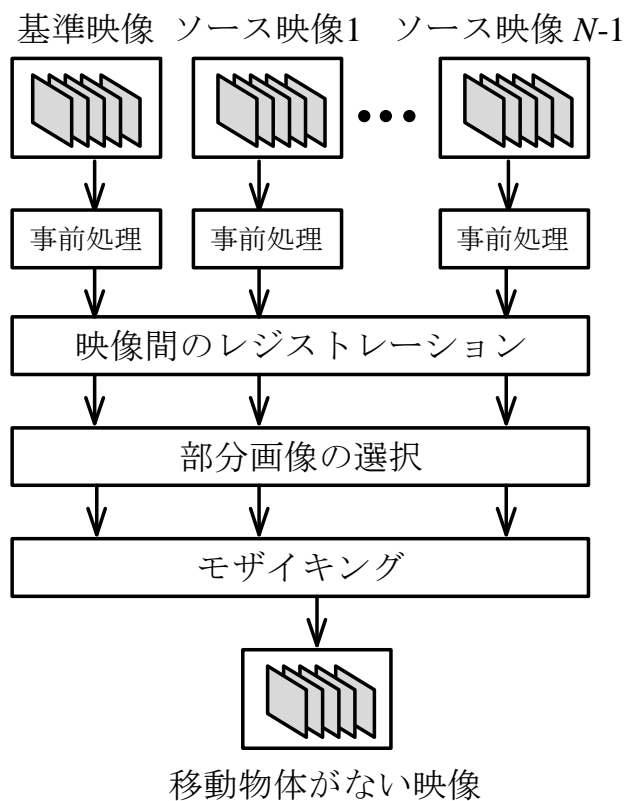 基準映像 ソース映像1 ソース映像 N-1
事前処理 事前処理 事前処理
映像間のレジストレーション
部分画像の選択
モザイキング
移動物体がない映像